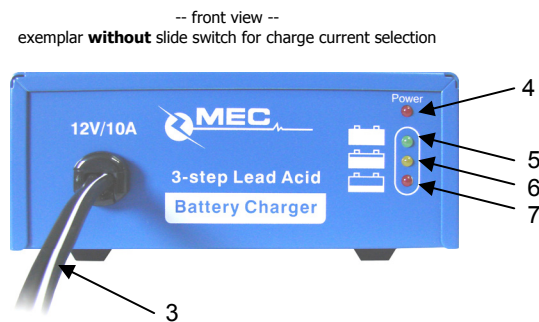 -- front view --
exemplar without slide switch for charge current selection
Power
4
MEC
12V/10A
5
6
3-step Lead Acid
7
Battery Charger
3